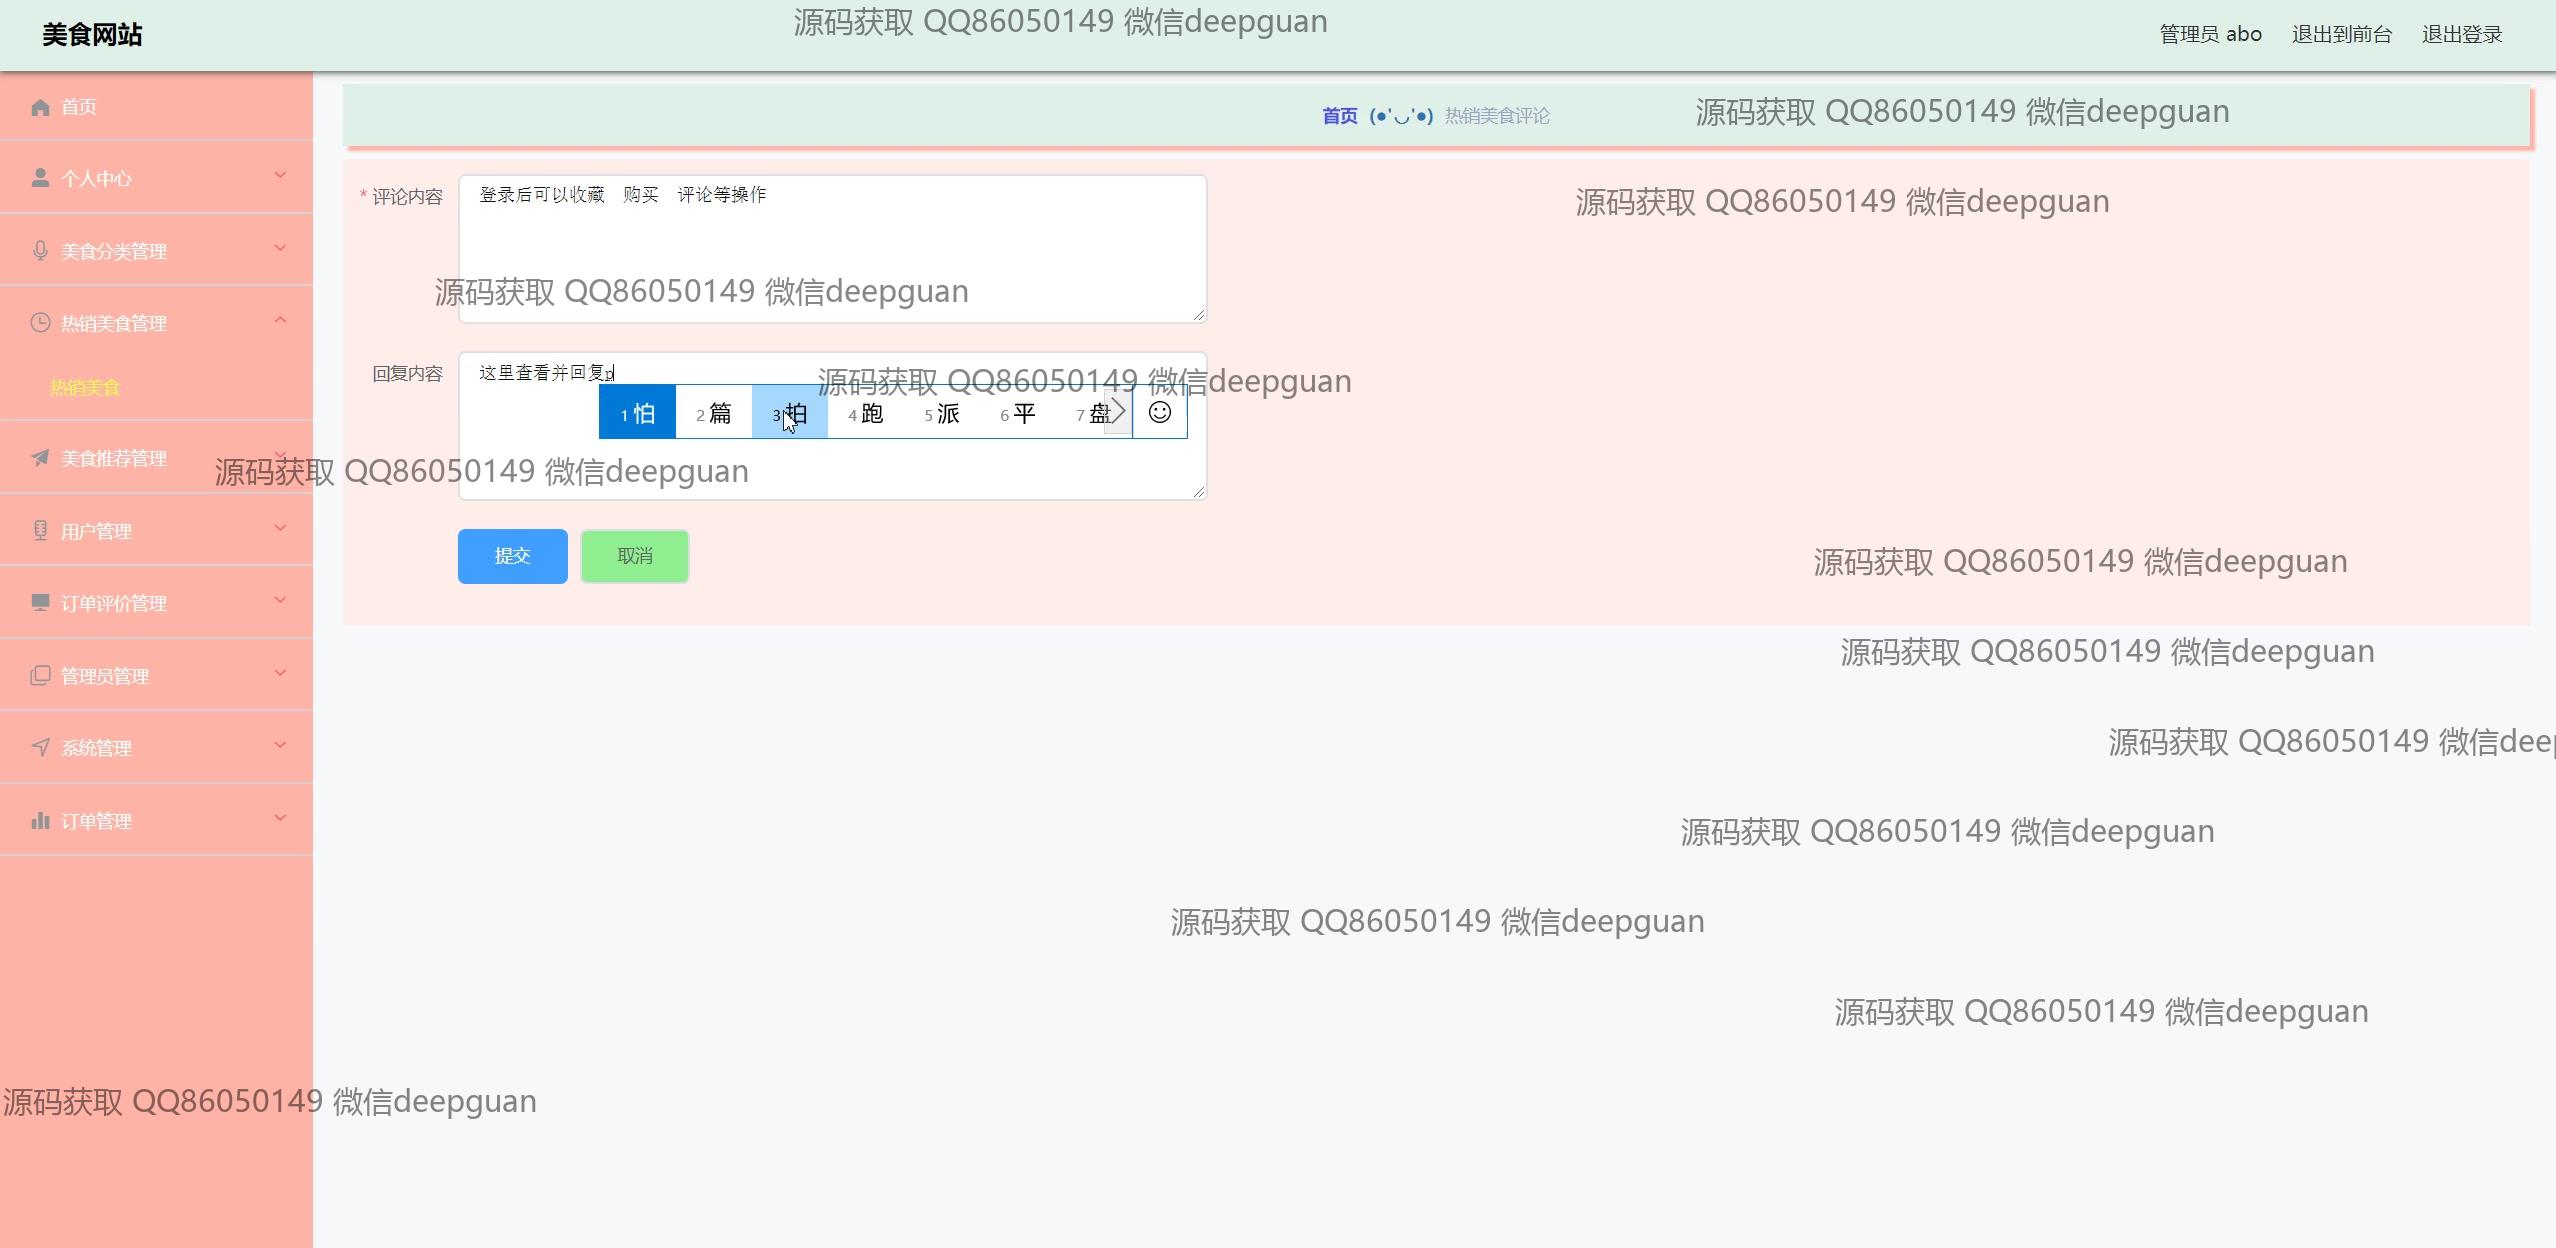 美食网站
源码获取 QQ86050149 微信deepguan
管理员 abo
退出到前台
退出登录
首页
个人中心
美食分类管理
热销美食管理
热销美食
美食推荐管理
用户管理
订单评价管理
管理员管理
系统管理
订单管理
首页 (●'◡'●) 热销美食评论
源码获取 QQ86050149 微信deepguan
* 评论内容
登录后可以收藏 购买 评论等操作
源码获取 QQ86050149 微信deepguan
源码获取 QQ86050149 微信deepguan
回复内容
这里查看并回复p
源码获取 QQ86050149 微信deepguan
1 怕 2 篇 3 拍 4 跑 5 派 6 平 7 盘
源码获取 QQ86050149 微信deepguan
提交
取消
源码获取 QQ86050149 微信deepguan
源码获取 QQ86050149 微信deepguan
源码获取 QQ86050149 微信deep
源码获取 QQ86050149 微信deepguan
源码获取 QQ86050149 微信deepguan
源码获取 QQ86050149 微信deepguan
源码获取 QQ86050149 微信deepguan